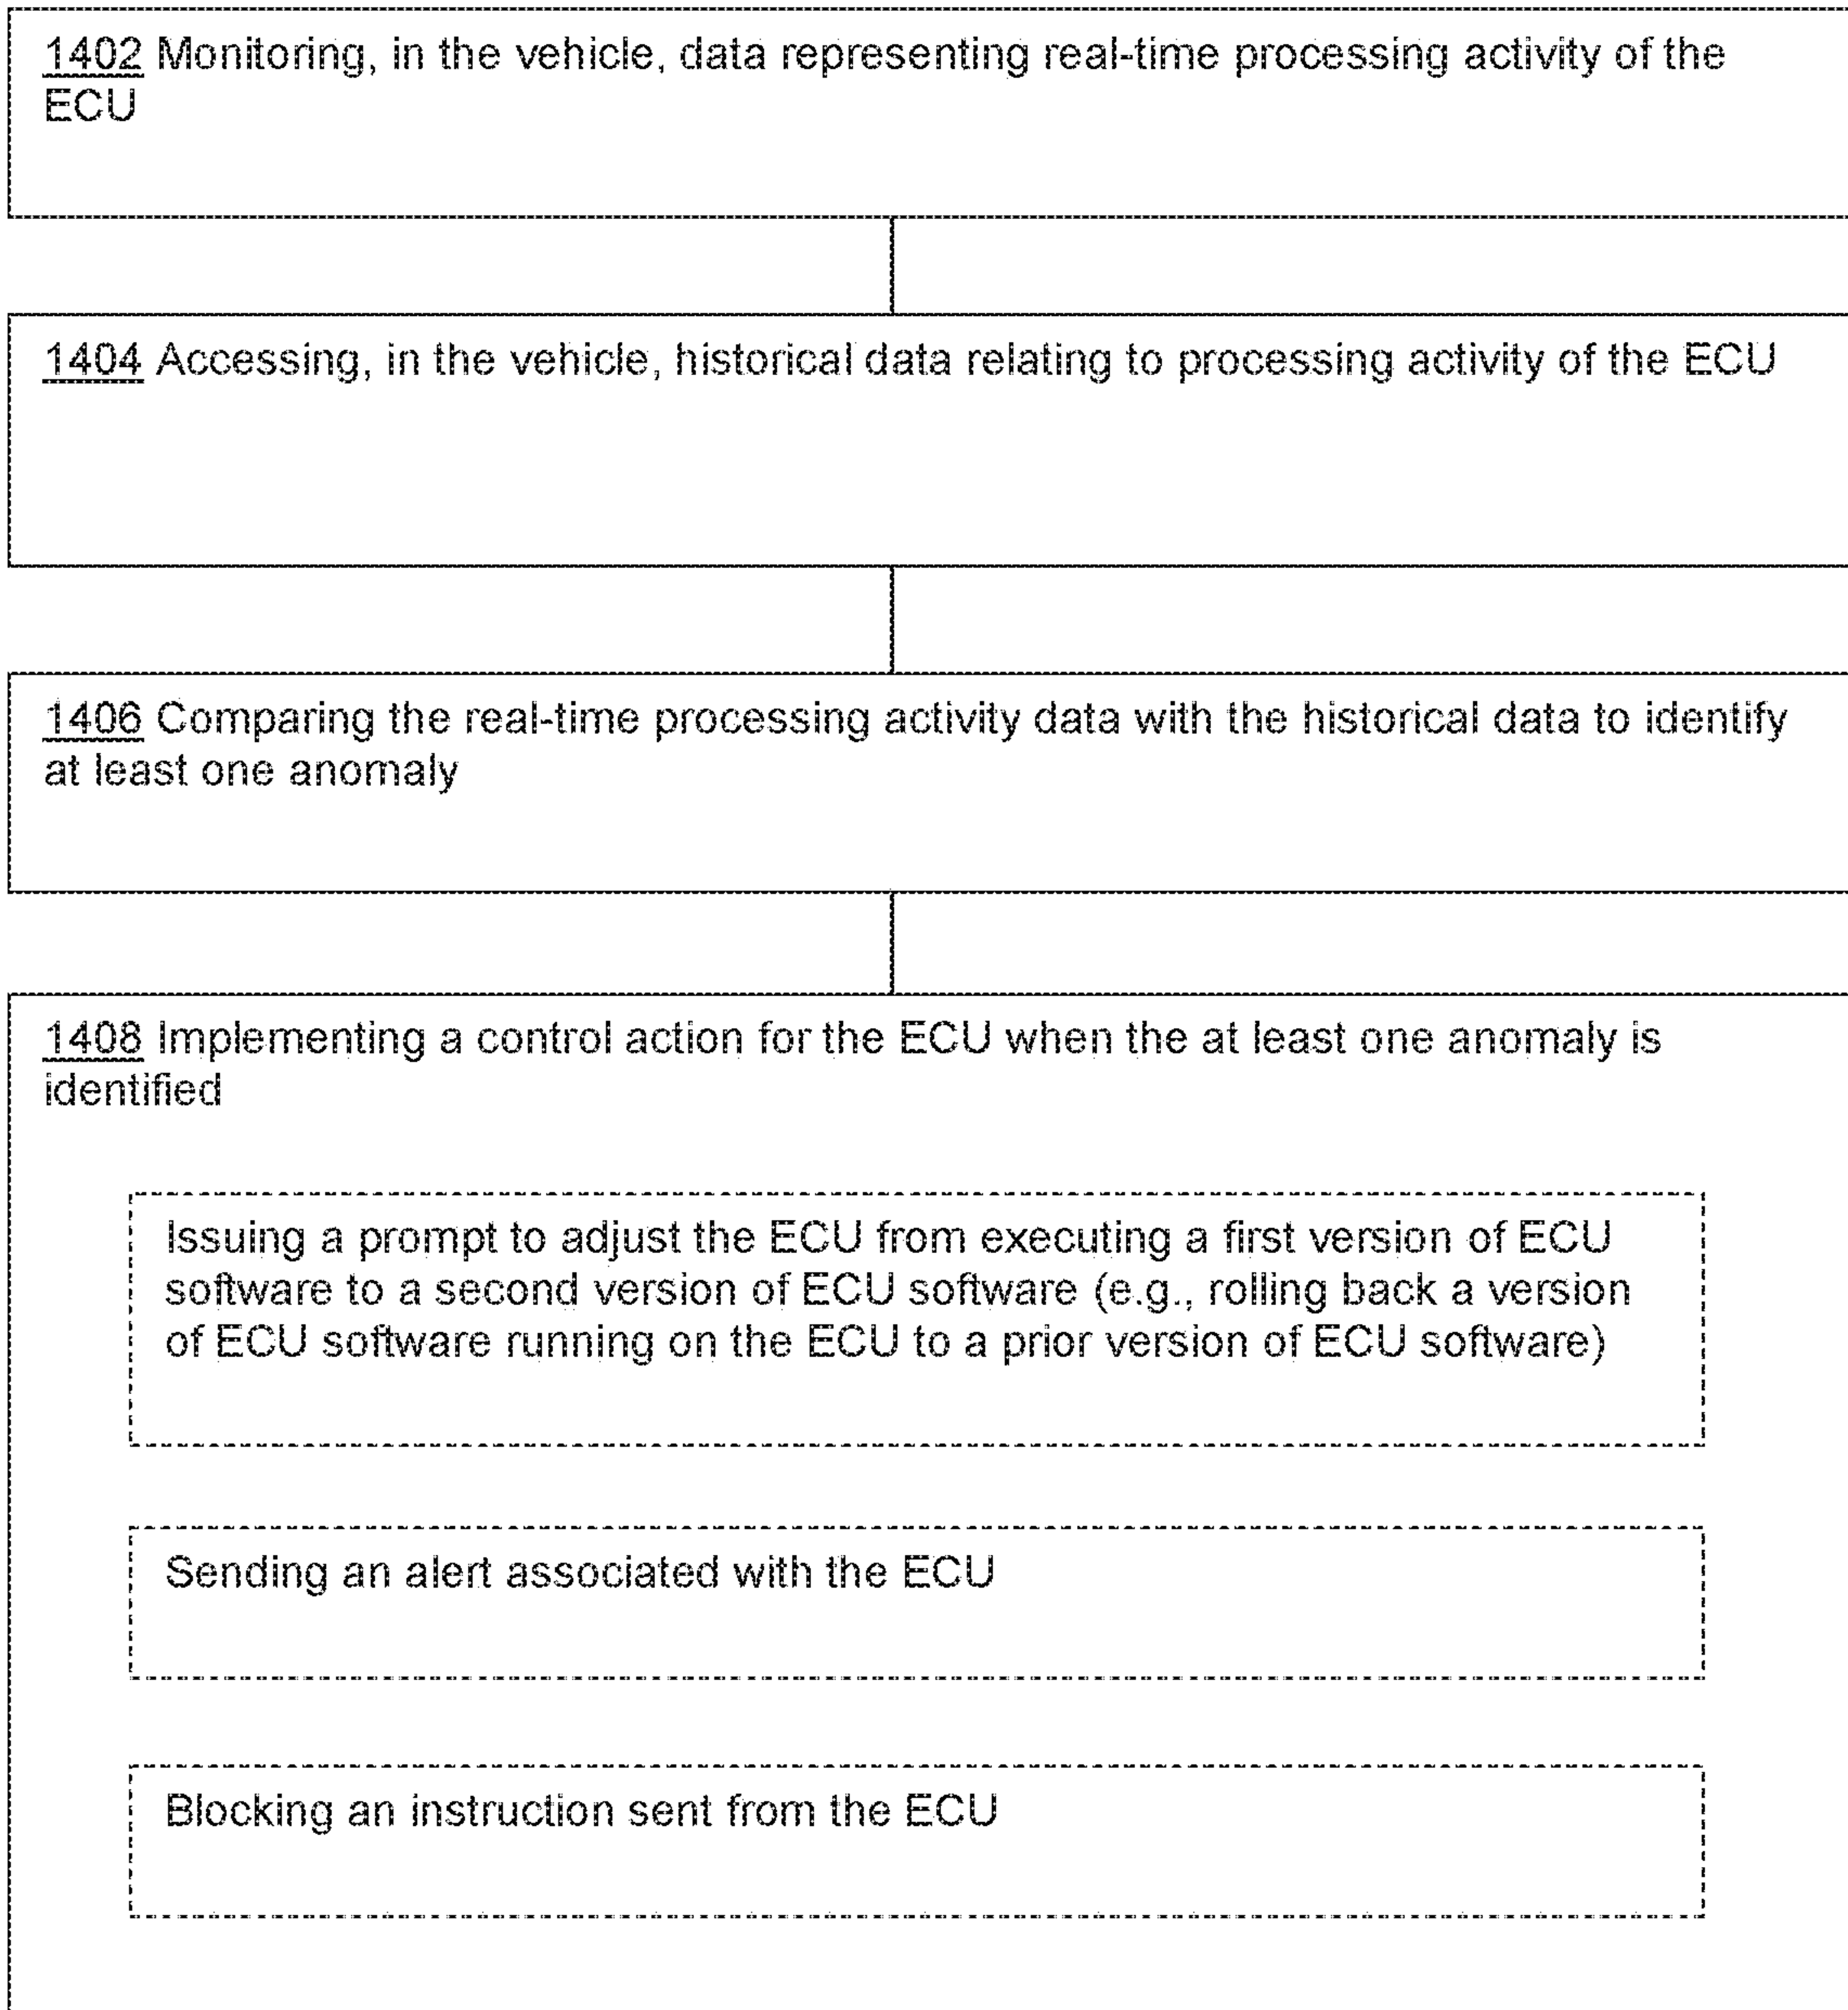 1402 Monitoring, in the vehicle, data representing real-time processing activity of the
ECU
1404 Accessing, in the vehicle, historical data relating to processing activity of the ECU
1406 Comparing the real-time processing activity data with the historical data to identify
at least one anomaly
1408 Implementing a control action for the ECU when the at least one anomaly is
identified
Issuing a prompt to adjust the ECU from executing a first version of ECU
software to a second version of ECU software (e.g., rolling back a version
of ECU software running on the ECU to a prior version of ECU software)
Sending an alert associated with the ECU
Blocking an instruction sent from the ECU